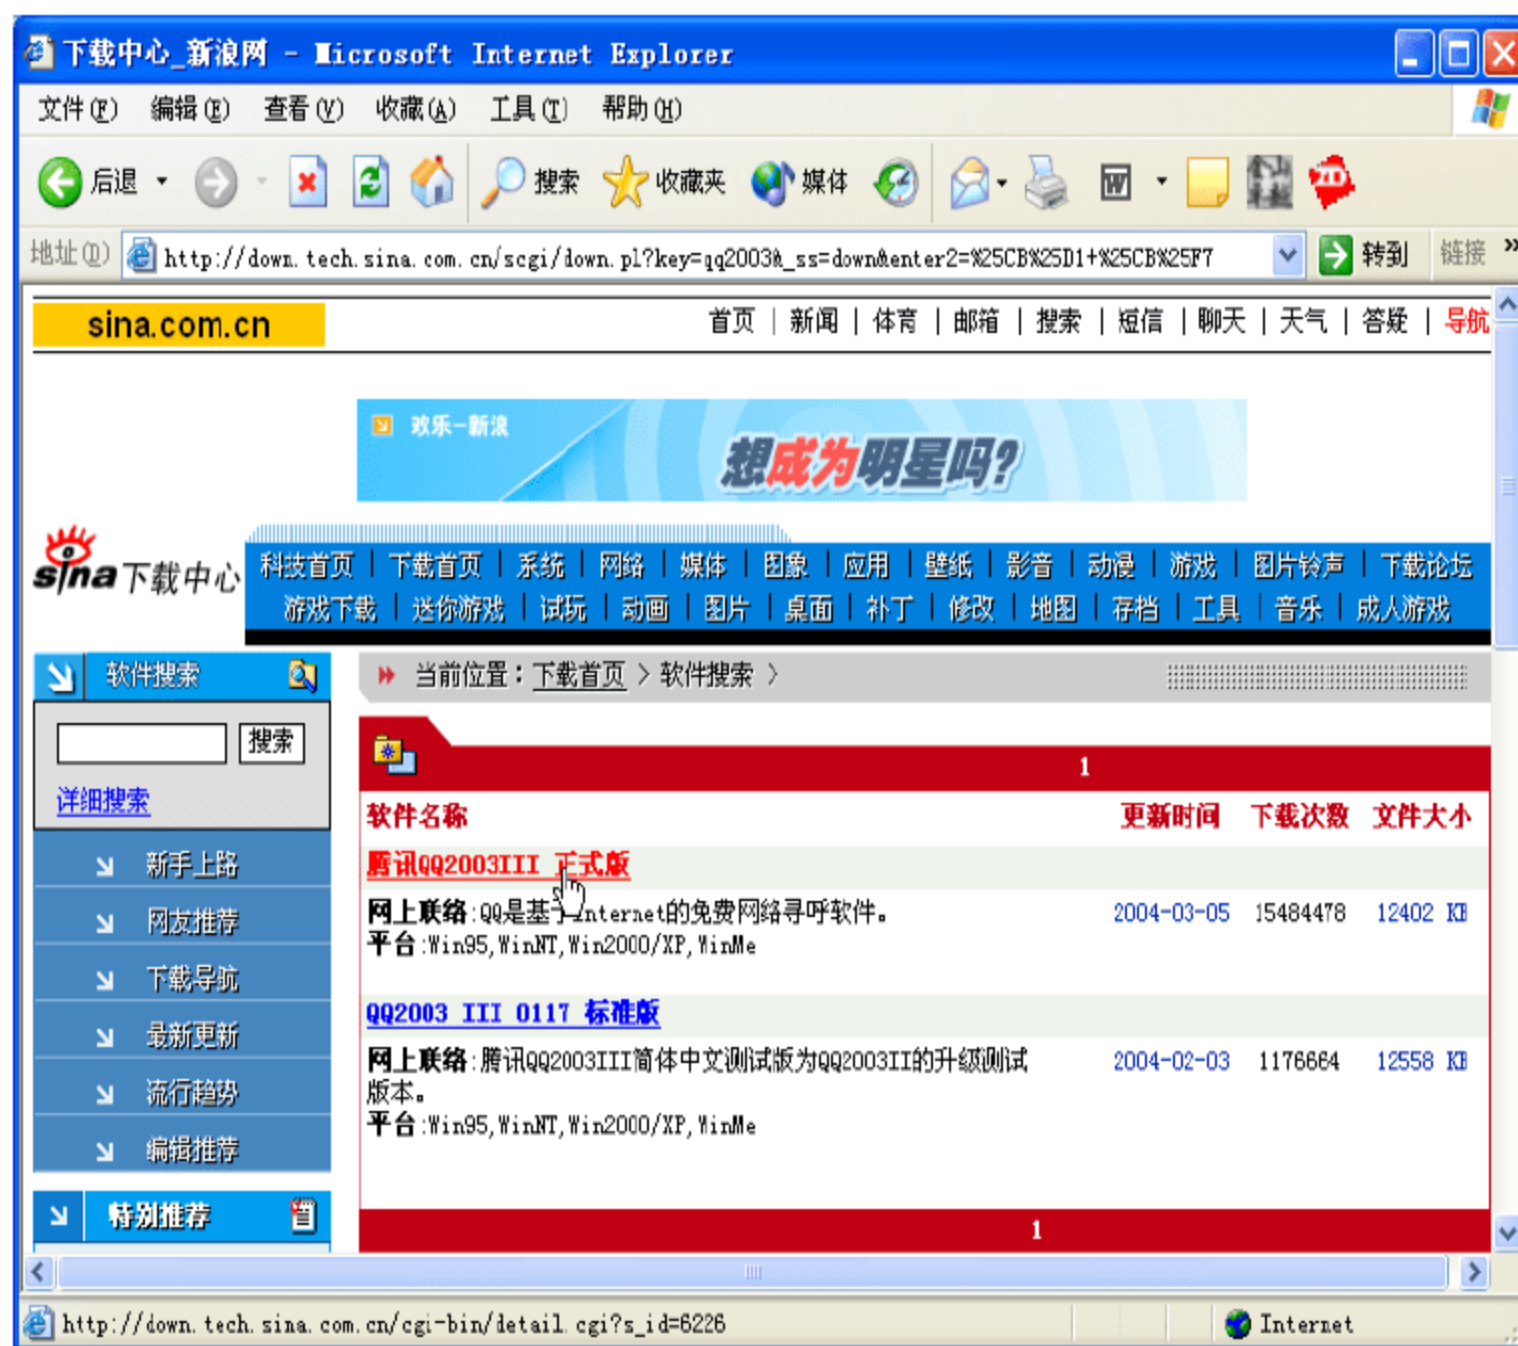 下载中心_新浪网 - Microsoft Internet Explorer
文件(F) 编辑(E) 查看(V) 收藏(A) 工具(T) 帮助(H)
后退 搜索 收藏夹 媒体
地址(D) http://down.tech.sina.com.cn/scgi/down.pl?key=qq2003&_ss=down&enter2=%25CB%25D1+%25CB%25F7 转到 链接 »
sina.com.cn 首页 | 新闻 | 体育 | 邮箱 | 搜索 | 短信 | 聊天 | 天气 | 答疑 | 导航
欢乐-新浪
想成为明星吗?
sina下载中心
科技首页 | 下载首页 | 系统 | 网络 | 媒体 | 图象 | 应用 | 壁纸 | 影音 | 动漫 | 游戏 | 图片铃声 | 下载论坛
游戏下载 | 迷你游戏 | 试玩 | 动画 | 图片 | 桌面 | 补丁 | 修改 | 地图 | 存档 | 工具 | 音乐 | 成人游戏
软件搜索
搜索
详细搜索
新手上路
网友推荐
下载导航
最新更新
流行趋势
编辑推荐
特别推荐
当前位置：下载首页 > 软件搜索 >
1
软件名称 更新时间 下载次数 文件大小
腾讯QQ2003III 正式版
网上联络:QQ是基于Internet的免费网络寻呼软件。 2004-03-05 15484478 12402 KB
平台:Win95,WinNT,Win2000/XP,WinMe
QQ2003 III 0117 标准版
网上联络:腾讯QQ2003III简体中文测试版为QQ2003II的升级测试 2004-02-03 1176664 12558 KB
版本。
平台:Win95,WinNT,Win2000/XP,WinMe
1
http://down.tech.sina.com.cn/cgi-bin/detail.cgi?s_id=6226 Internet